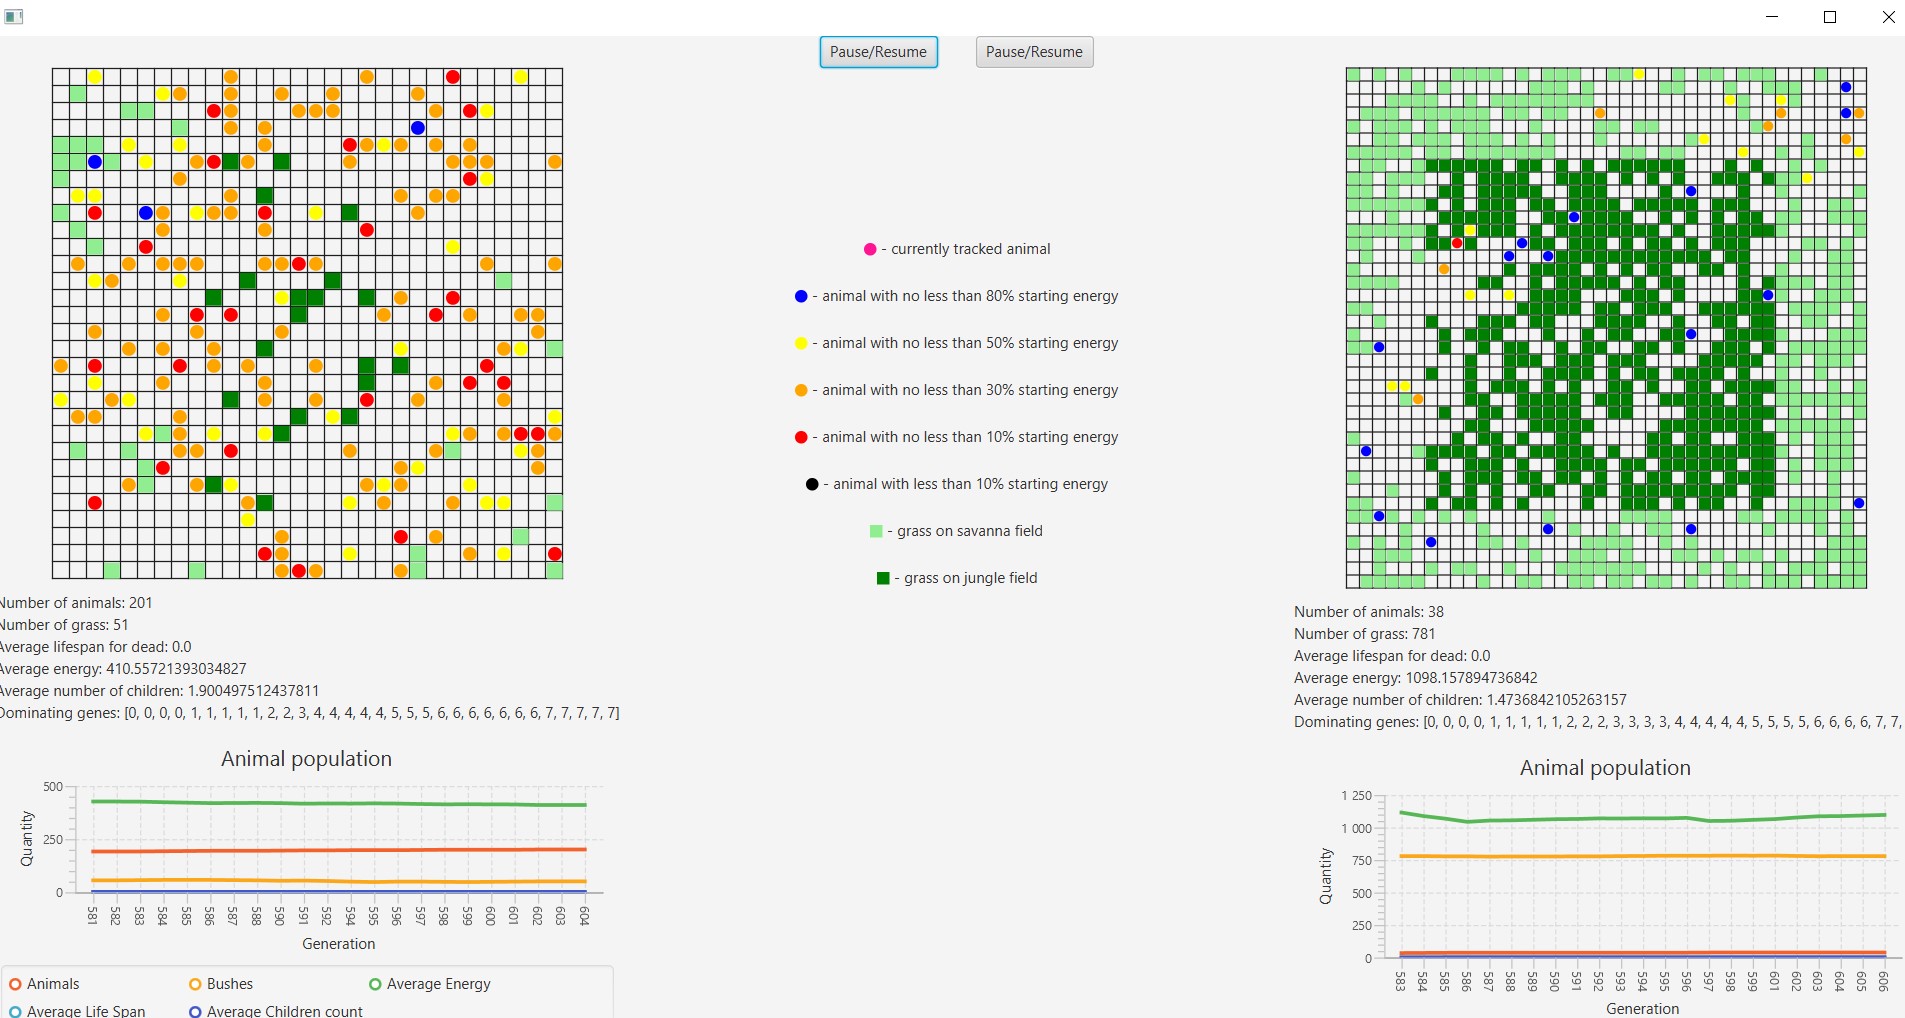 Pause/Resume
Pause/Resume
- currently tracked animal
- animal with no less than 80% starting energy
- animal with no less than 50% starting energy
- animal with no less than 30% starting energy
- animal with no less than 10% starting energy
- animal with less than 10% starting energy
- grass on savanna field
- grass on jungle field
Number of animals: 201
Number of grass: 51
Average lifespan for dead: 0.0
Average energy: 410.55721393034827
Average number of children: 1.900497512437811
Dominating genes: [0, 0, 0, 0, 1, 1, 1, 1, 1, 2, 2, 3, 4, 4, 4, 4, 4, 5, 5, 5, 6, 6, 6, 6, 6, 6, 6, 7, 7, 7, 7, 7]
Animal population
500
250
0
Quantity
581 582 583 584 585 586 587 588 590 591 592 594 595 596 597 598 599 600 601 602 603 604
Generation
Animals Bushes Average Energy
Average Life Span Average Children count
Number of animals: 38
Number of grass: 781
Average lifespan for dead: 0.0
Average energy: 1098.157894736842
Average number of children: 1.4736842105263157
Dominating genes: [0, 0, 0, 0, 1, 1, 1, 1, 1, 1, 2, 2, 2, 3, 3, 3, 3, 4, 4, 4, 4, 4, 5, 5, 5, 5, 6, 6, 6, 6, 7, 7,
Animal population
1 250
1 000
750
500
250
0
Quantity
583 584 585 586 587 589 590 591 592 593 594 595 596 597 599 601 602 603 604 605 606
Generation